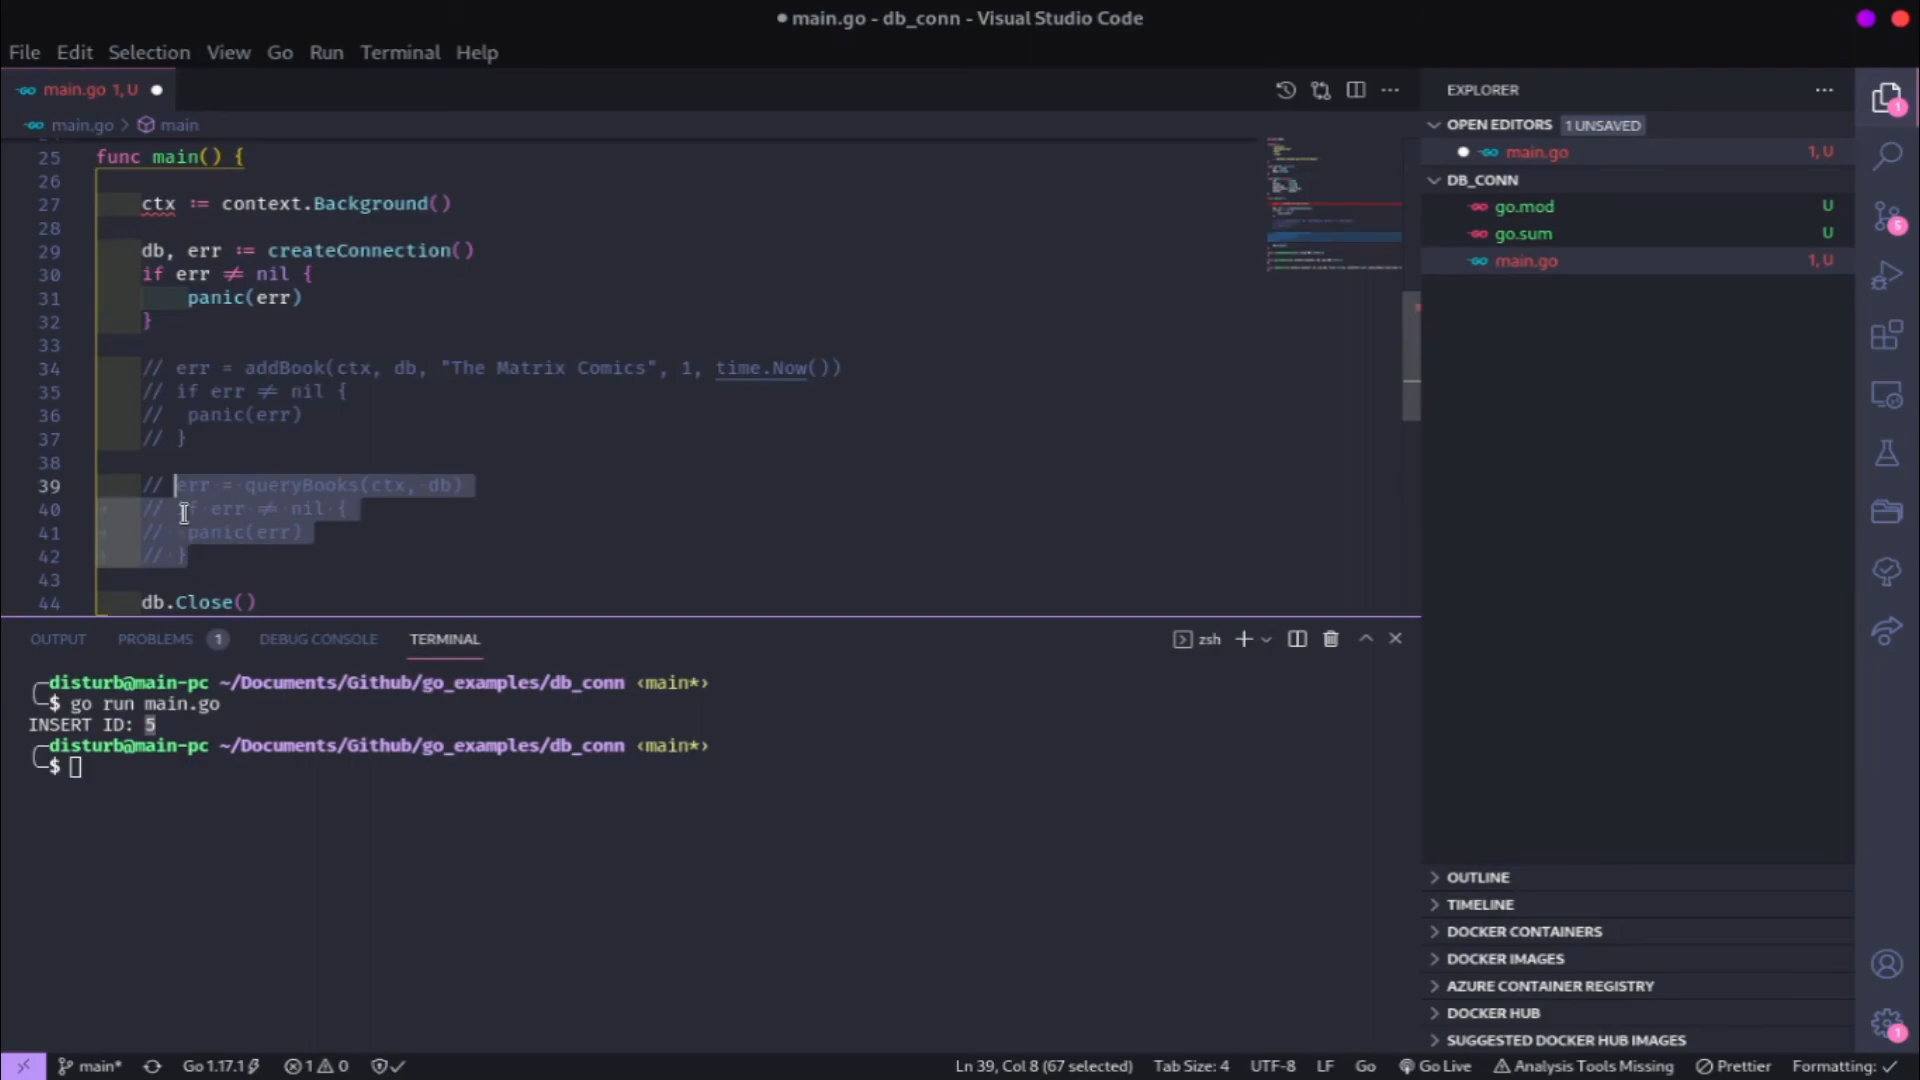 main.go - db_conn - Visual Studio Code
File Edit Selection View Go Run Terminal Help
main.go 1, U
main.go > main
25 func main() {
26
27 ctx := context.Background()
28
29 db, err := createConnection()
30 if err ≠ nil {
31 panic(err)
32 }
33
34 // err = addBook(ctx, db, "The Matrix Comics", 1, time.Now())
35 // if err ≠ nil {
36 // panic(err)
37 // }
38
39 // err = queryBooks(ctx, db)
40 // if err ≠ nil {
41 // panic(err)
42 // }
43
44 db.Close()
OUTPUT PROBLEMS 1 DEBUG CONSOLE TERMINAL
zsh
disturb@main-pc ~/Documents/Github/go_examples/db_conn ‹main*›
$ go run main.go
INSERT ID: 5
disturb@main-pc ~/Documents/Github/go_examples/db_conn ‹main*›
$
EXPLORER
OPEN EDITORS 1 UNSAVED
main.go 1, U
DB_CONN
go.mod U
go.sum U
main.go 1, U
OUTLINE
TIMELINE
DOCKER CONTAINERS
DOCKER IMAGES
AZURE CONTAINER REGISTRY
DOCKER HUB
SUGGESTED DOCKER HUB IMAGES
1
5
1
main* Go 1.17.1 1 0 Ln 39, Col 8 (67 selected) Tab Size: 4 UTF-8 LF Go Go Live Analysis Tools Missing Prettier Formatting: ✓